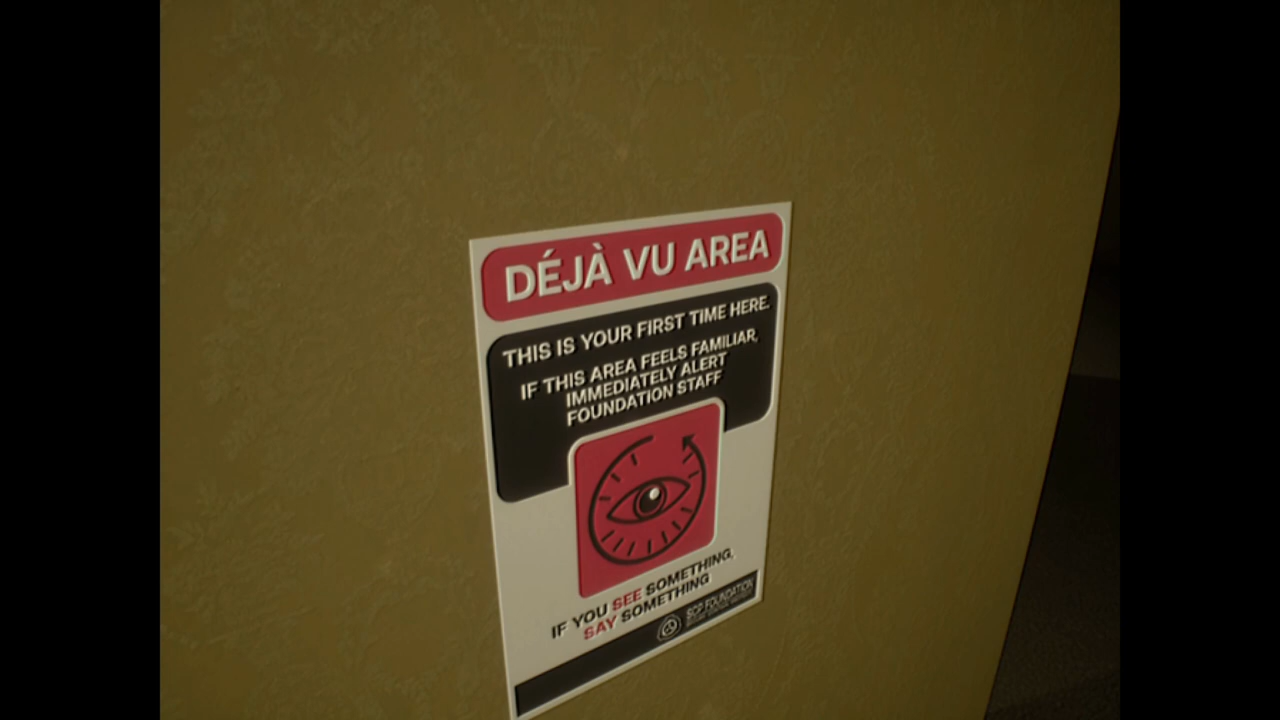 DÉJÀ VU AREA
THIS IS YOUR FIRST TIME HERE.
IF THIS AREA FEELS FAMILIAR,
IMMEDIATELY ALERT
FOUNDATION STAFF
IF YOU SEE SOMETHING,
SAY SOMETHING
SCP FOUNDATION